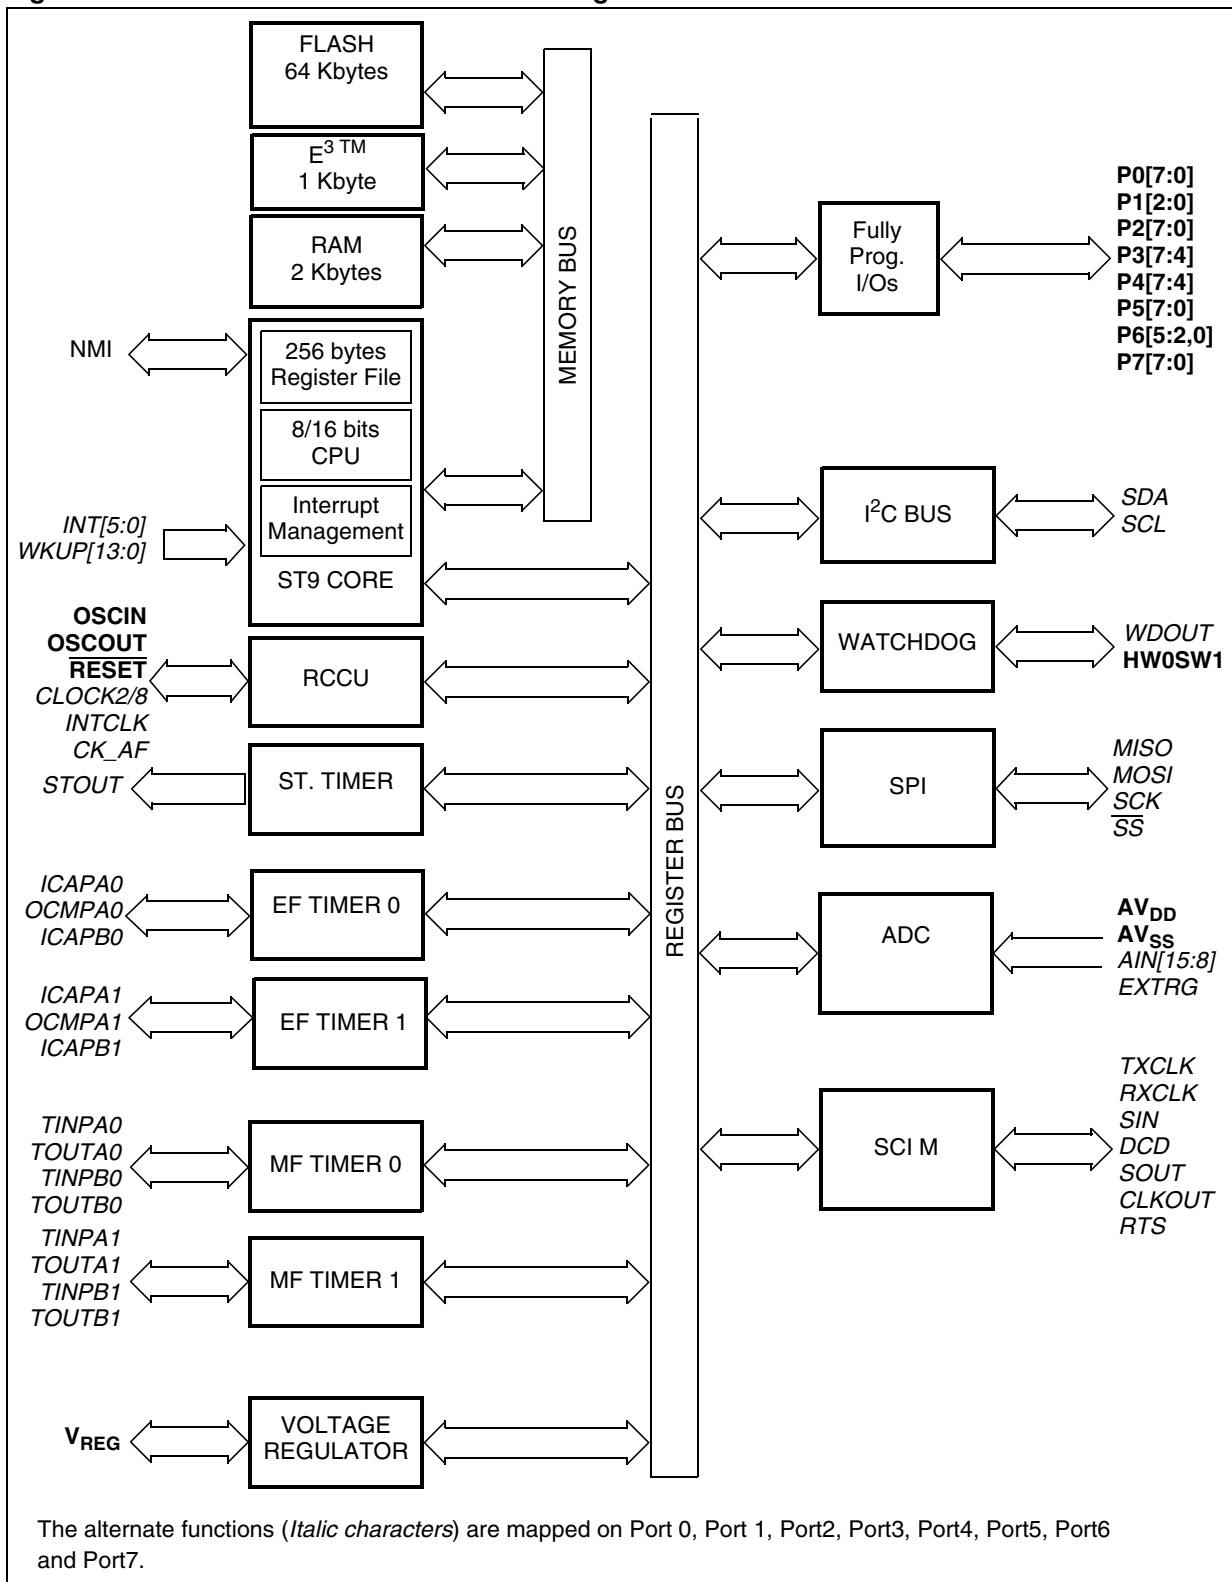 FLASH
64 Kbytes
E³ ™
1 Kbyte
RAM
2 Kbytes
NMI
256 bytes
Register File
8/16 bits
CPU
Interrupt
Management
ST9 CORE
INT[5:0]
WKUP[13:0]
MEMORY BUS
OSCIN
OSCOUT
RESET
CLOCK2/8
INTCLK
CK_AF
RCCU
STOUT
ST. TIMER
ICAPA0
OCMPA0
ICAPB0
EF TIMER 0
ICAPA1
OCMPA1
ICAPB1
EF TIMER 1
TINPA0
TOUTA0
TINPB0
TOUTB0
MF TIMER 0
TINPA1
TOUTA1
TINPB1
TOUTB1
MF TIMER 1
VREG
VOLTAGE
REGULATOR
REGISTER BUS
Fully
Prog.
I/Os
P0[7:0]
P1[2:0]
P2[7:0]
P3[7:4]
P4[7:4]
P5[7:0]
P6[5:2,0]
P7[7:0]
I²C BUS
SDA
SCL
WATCHDOG
WDOUT
HW0SW1
SPI
MISO
MOSI
SCK
SS
ADC
AVDD
AVSS
AIN[15:8]
EXTRG
SCI M
TXCLK
RXCLK
SIN
DCD
SOUT
CLKOUT
RTS
The alternate functions (Italic characters) are mapped on Port 0, Port 1, Port2, Port3, Port4, Port5, Port6
and Port7.